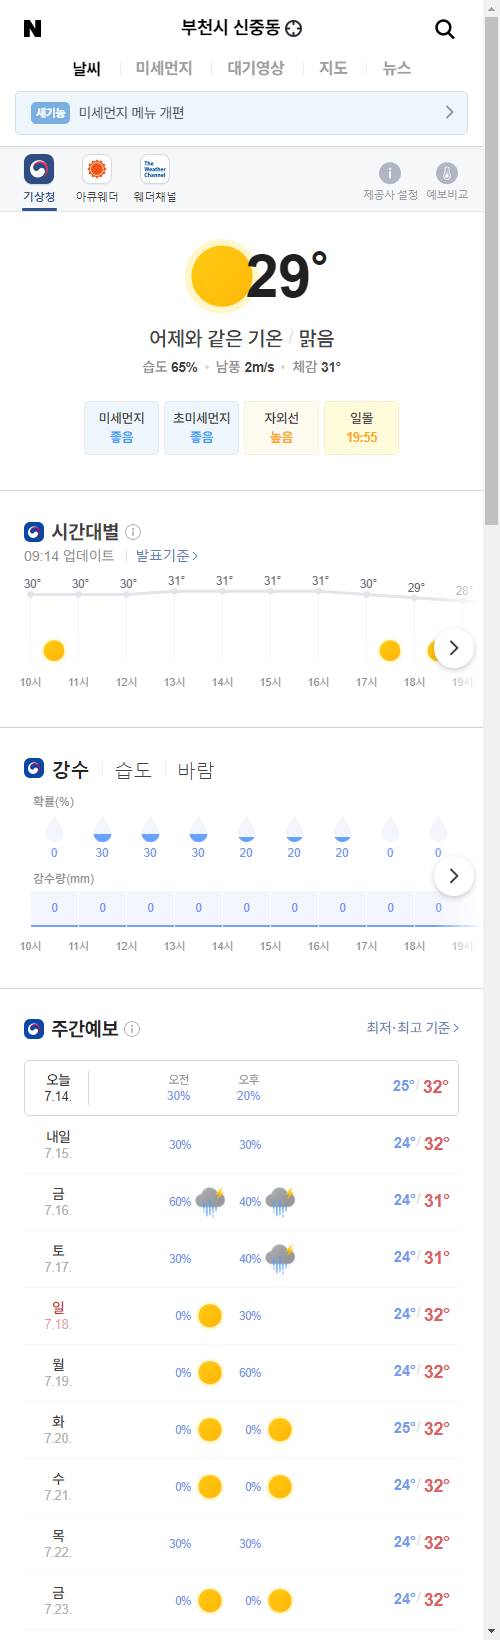 N 부천시 신중동
날씨 미세먼지 대기영상 지도 뉴스
새기능 미세먼지 메뉴 개편
The Weather Channel
기상청 아큐웨더 웨더채널 제공사 설정 예보비교
29°
어제와 같은 기온 / 맑음
습도 65% 남풍 2m/s 체감 31°
미세먼지 초미세먼지 자외선 일몰
좋음 좋음 높음 19:55
시간대별
09:14 업데이트 발표기준
30° 30° 30° 31° 31° 31° 31° 30° 29° 28°
10시 11시 12시 13시 14시 15시 16시 17시 18시 19시
강수 습도 바람
확률(%)
0 30 30 30 20 20 20 0 0
강수량(mm)
0 0 0 0 0 0 0 0 0
10시 11시 12시 13시 14시 15시 16시 17시 18시 19시
주간예보 최저·최고 기준
오늘 오전 오후
7.14. 30% 20% 25°/ 32°
내일
7.15. 30% 30% 24°/ 32°
금
7.16. 60% 40% 24°/ 31°
토
7.17. 30% 40% 24°/ 31°
일
7.18. 0% 30% 24°/ 32°
월
7.19. 0% 60% 24°/ 32°
화
7.20. 0% 0% 25°/ 32°
수
7.21. 0% 0% 24°/ 32°
목
7.22. 30% 30% 24°/ 32°
금
7.23. 0% 0% 24°/ 32°